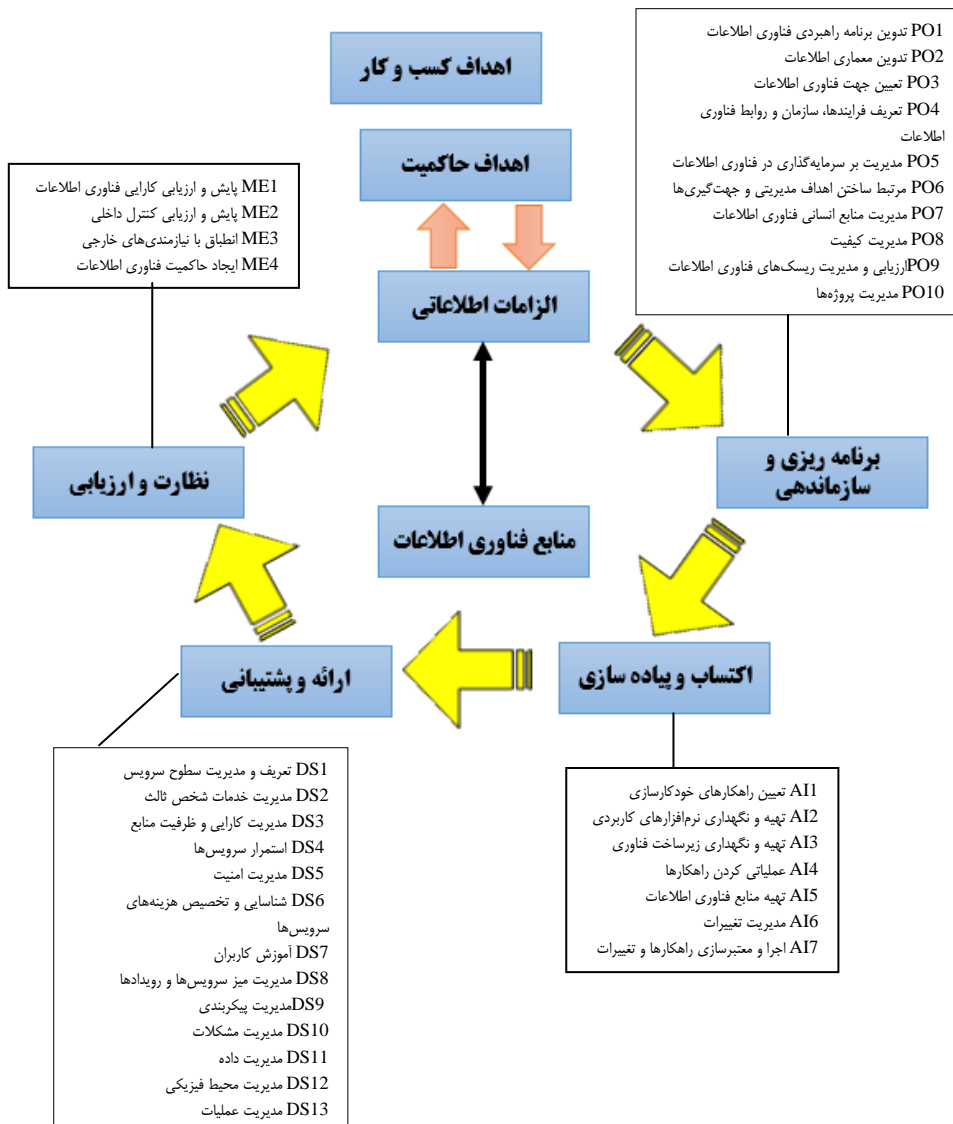 اهداف کسب و کار
اهداف حاکمیت
الزامات اطلاعاتی
منابع فناوری اطلاعات
PO1 تدوین برنامه راهبردی فناوری اطلاعات
PO2 تدوین معماری اطلاعات
PO3 تعیین جهت فناوری اطلاعات
PO4 تعریف فرایندها، سازمان و روابط فناوری
اطلاعات
PO5 مدیریت بر سرمایه‌گذاری در فناوری اطلاعات
PO6 مرتبط ساختن اهداف مدیریتی و جهت‌گیری‌ها
PO7 مدیریت منابع انسانی فناوری اطلاعات
PO8 مدیریت کیفیت
PO9ارزیابی و مدیریت ریسک‌های فناوری اطلاعات
PO10 مدیریت پروژه‌ها
برنامه ریزی و
سازماندهی
اکتساب و پیاده سازی
AI1 تعیین راهکارهای خودکارسازی
AI2 تهیه و نگهداری نرم‌افزارهای کاربردی
AI3 تهیه و نگهداری زیرساخت فناوری
AI4 عملیاتی کردن راهکارها
AI5 تهیه منابع فناوری اطلاعات
AI6 مدیریت تغییرات
AI7 اجرا و معتبرسازی راهکارها و تغییرات
ارائه و پشتیبانی
DS1 تعریف و مدیریت سطوح سرویس
DS2 مدیریت خدمات شخص ثالث
DS3 مدیریت کارایی و ظرفیت منابع
DS4 استمرار سرویس‌ها
DS5 مدیریت امنیت
DS6 شناسایی و تخصیص هزینه‌های
سرویس‌ها
DS7 آموزش کاربران
DS8 مدیریت میز سرویس‌ها و رویدادها
DS9مدیریت پیکربندی
DS10 مدیریت مشکلات
DS11 مدیریت داده
DS12 مدیریت محیط فیزیکی
DS13 مدیریت عملیات
نظارت و ارزیابی
ME1 پایش و ارزیابی کارایی فناوری اطلاعات
ME2 پایش و ارزیابی کنترل داخلی
ME3 انطباق با نیازمندی‌های خارجی
ME4 ایجاد حاکمیت فناوری اطلاعات